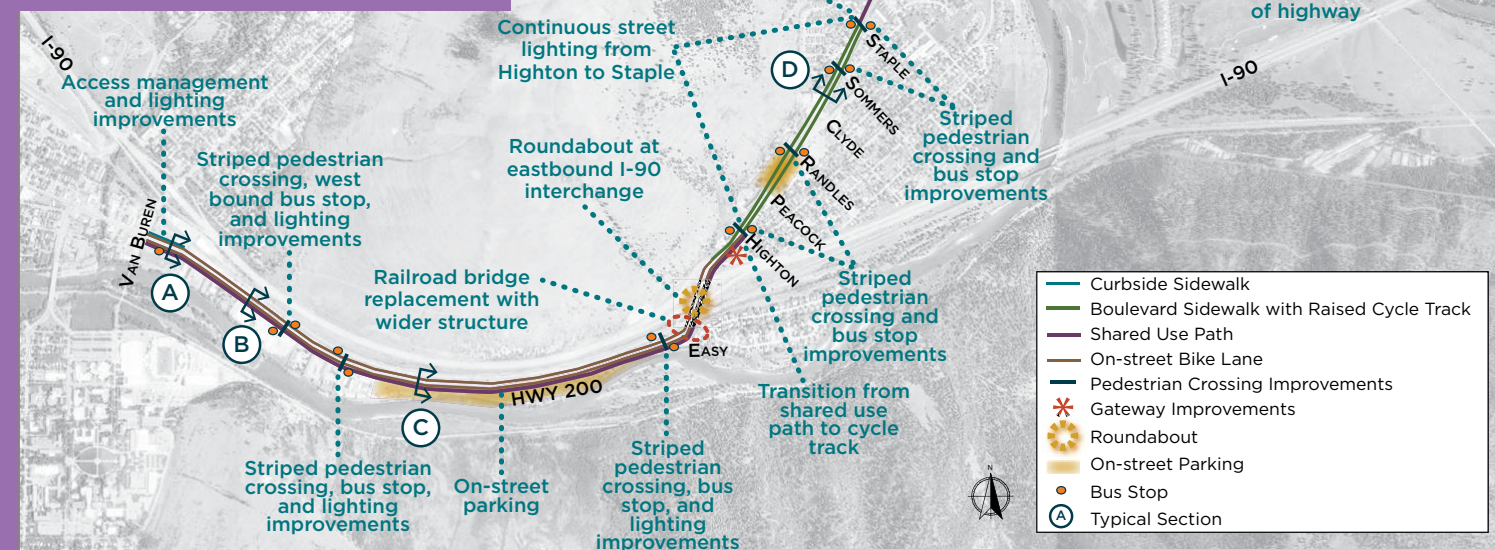 of highway
Continuous street
lighting from
Highton to Staple
I-90
Access management
and lighting
improvements
Striped pedestrian
crossing, west
bound bus stop,
and lighting
improvements
Roundabout at
eastbound I-90
interchange
D
STAPLE
SOMMERS
CLYDE
RANDLES
PEACOCK
HIGHTON
I-90
Striped
pedestrian
crossing and
bus stop
improvements
VAN BUREN
A
B
C
Railroad bridge
replacement with
wider structure
EASY
HWY 200
Striped
pedestrian
crossing and
bus stop
improvements
Transition from
shared use
path to cycle
track
Striped pedestrian
crossing, bus stop,
and lighting
improvements
On-street
parking
Striped
pedestrian
crossing, bus
stop, and
lighting
improvements
N
Curbside Sidewalk
Boulevard Sidewalk with Raised Cycle Track
Shared Use Path
On-street Bike Lane
Pedestrian Crossing Improvements
Gateway Improvements
Roundabout
On-street Parking
Bus Stop
A Typical Section